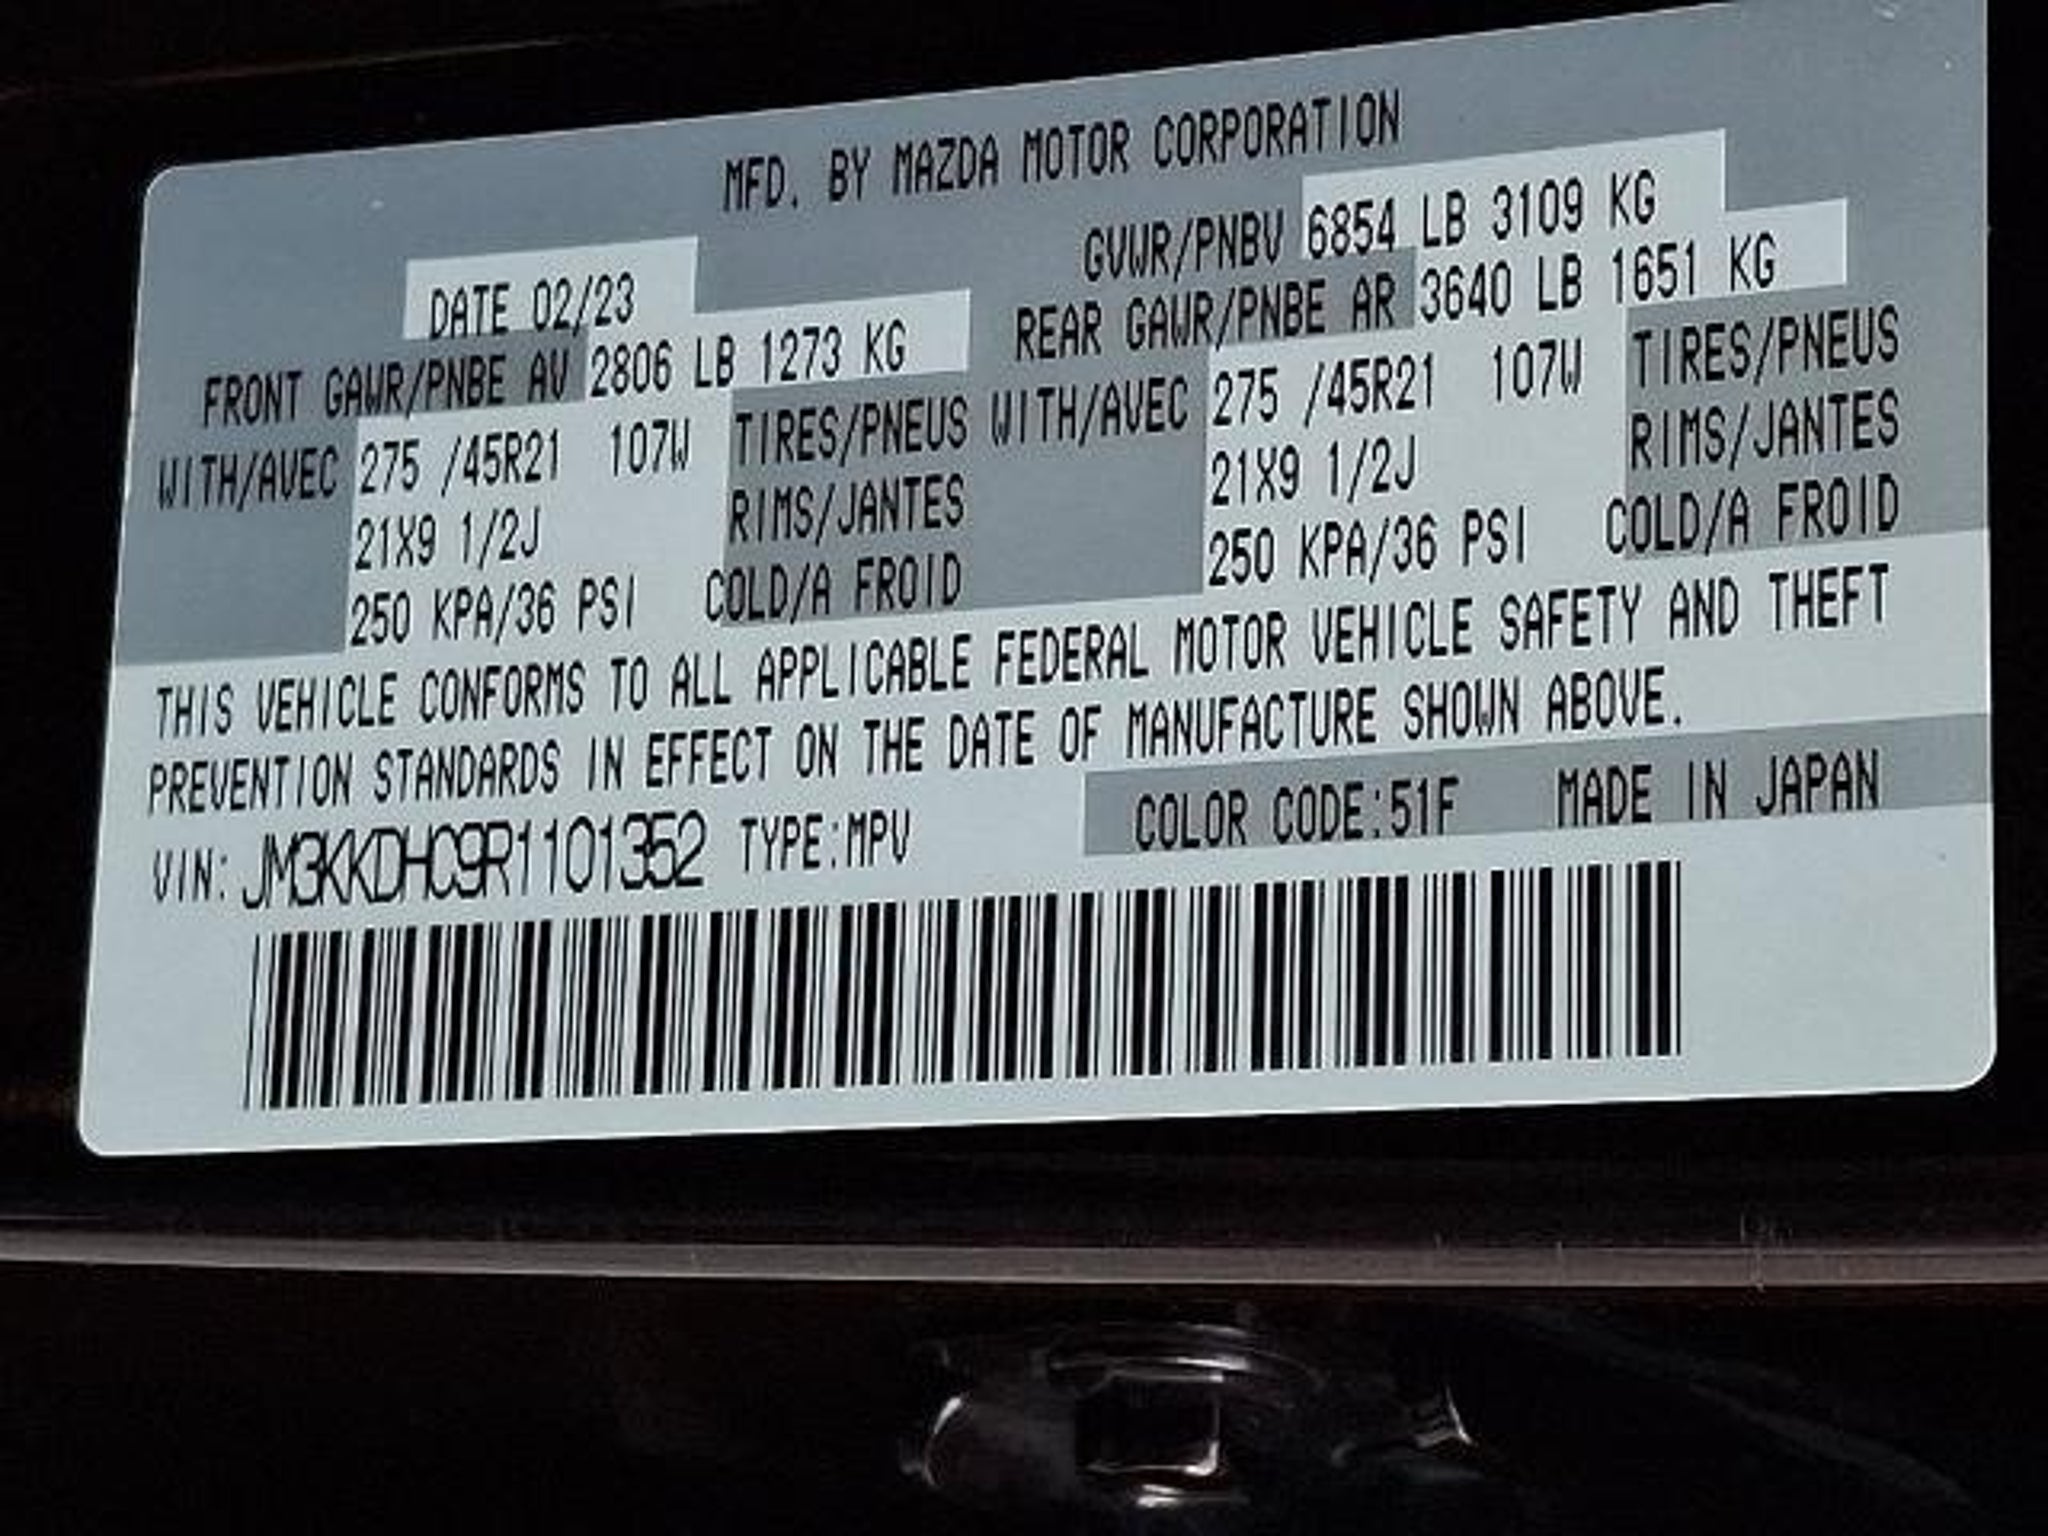 MFD. BY MAZDA MOTOR CORPORATION
DATE 02/23 GVWR/PNBV 6854 LB 3109 KG
FRONT GAWR/PNBE AV 2806 LB 1273 KG REAR GAWR/PNBE AR 3640 LB 1651 KG
WITH/AVEC 275 /45R21 107W TIRES/PNEUS WITH/AVEC 275 /45R21 107W TIRES/PNEUS
21X9 1/2J RIMS/JANTES 21X9 1/2J RIMS/JANTES
250 KPA/36 PSI COLD/A FROID 250 KPA/36 PSI COLD/A FROID
THIS VEHICLE CONFORMS TO ALL APPLICABLE FEDERAL MOTOR VEHICLE SAFETY AND THEFT
PREVENTION STANDARDS IN EFFECT ON THE DATE OF MANUFACTURE SHOWN ABOVE.
VIN: JM3KKDHC9R1101352 TYPE:MPV COLOR CODE:51F MADE IN JAPAN